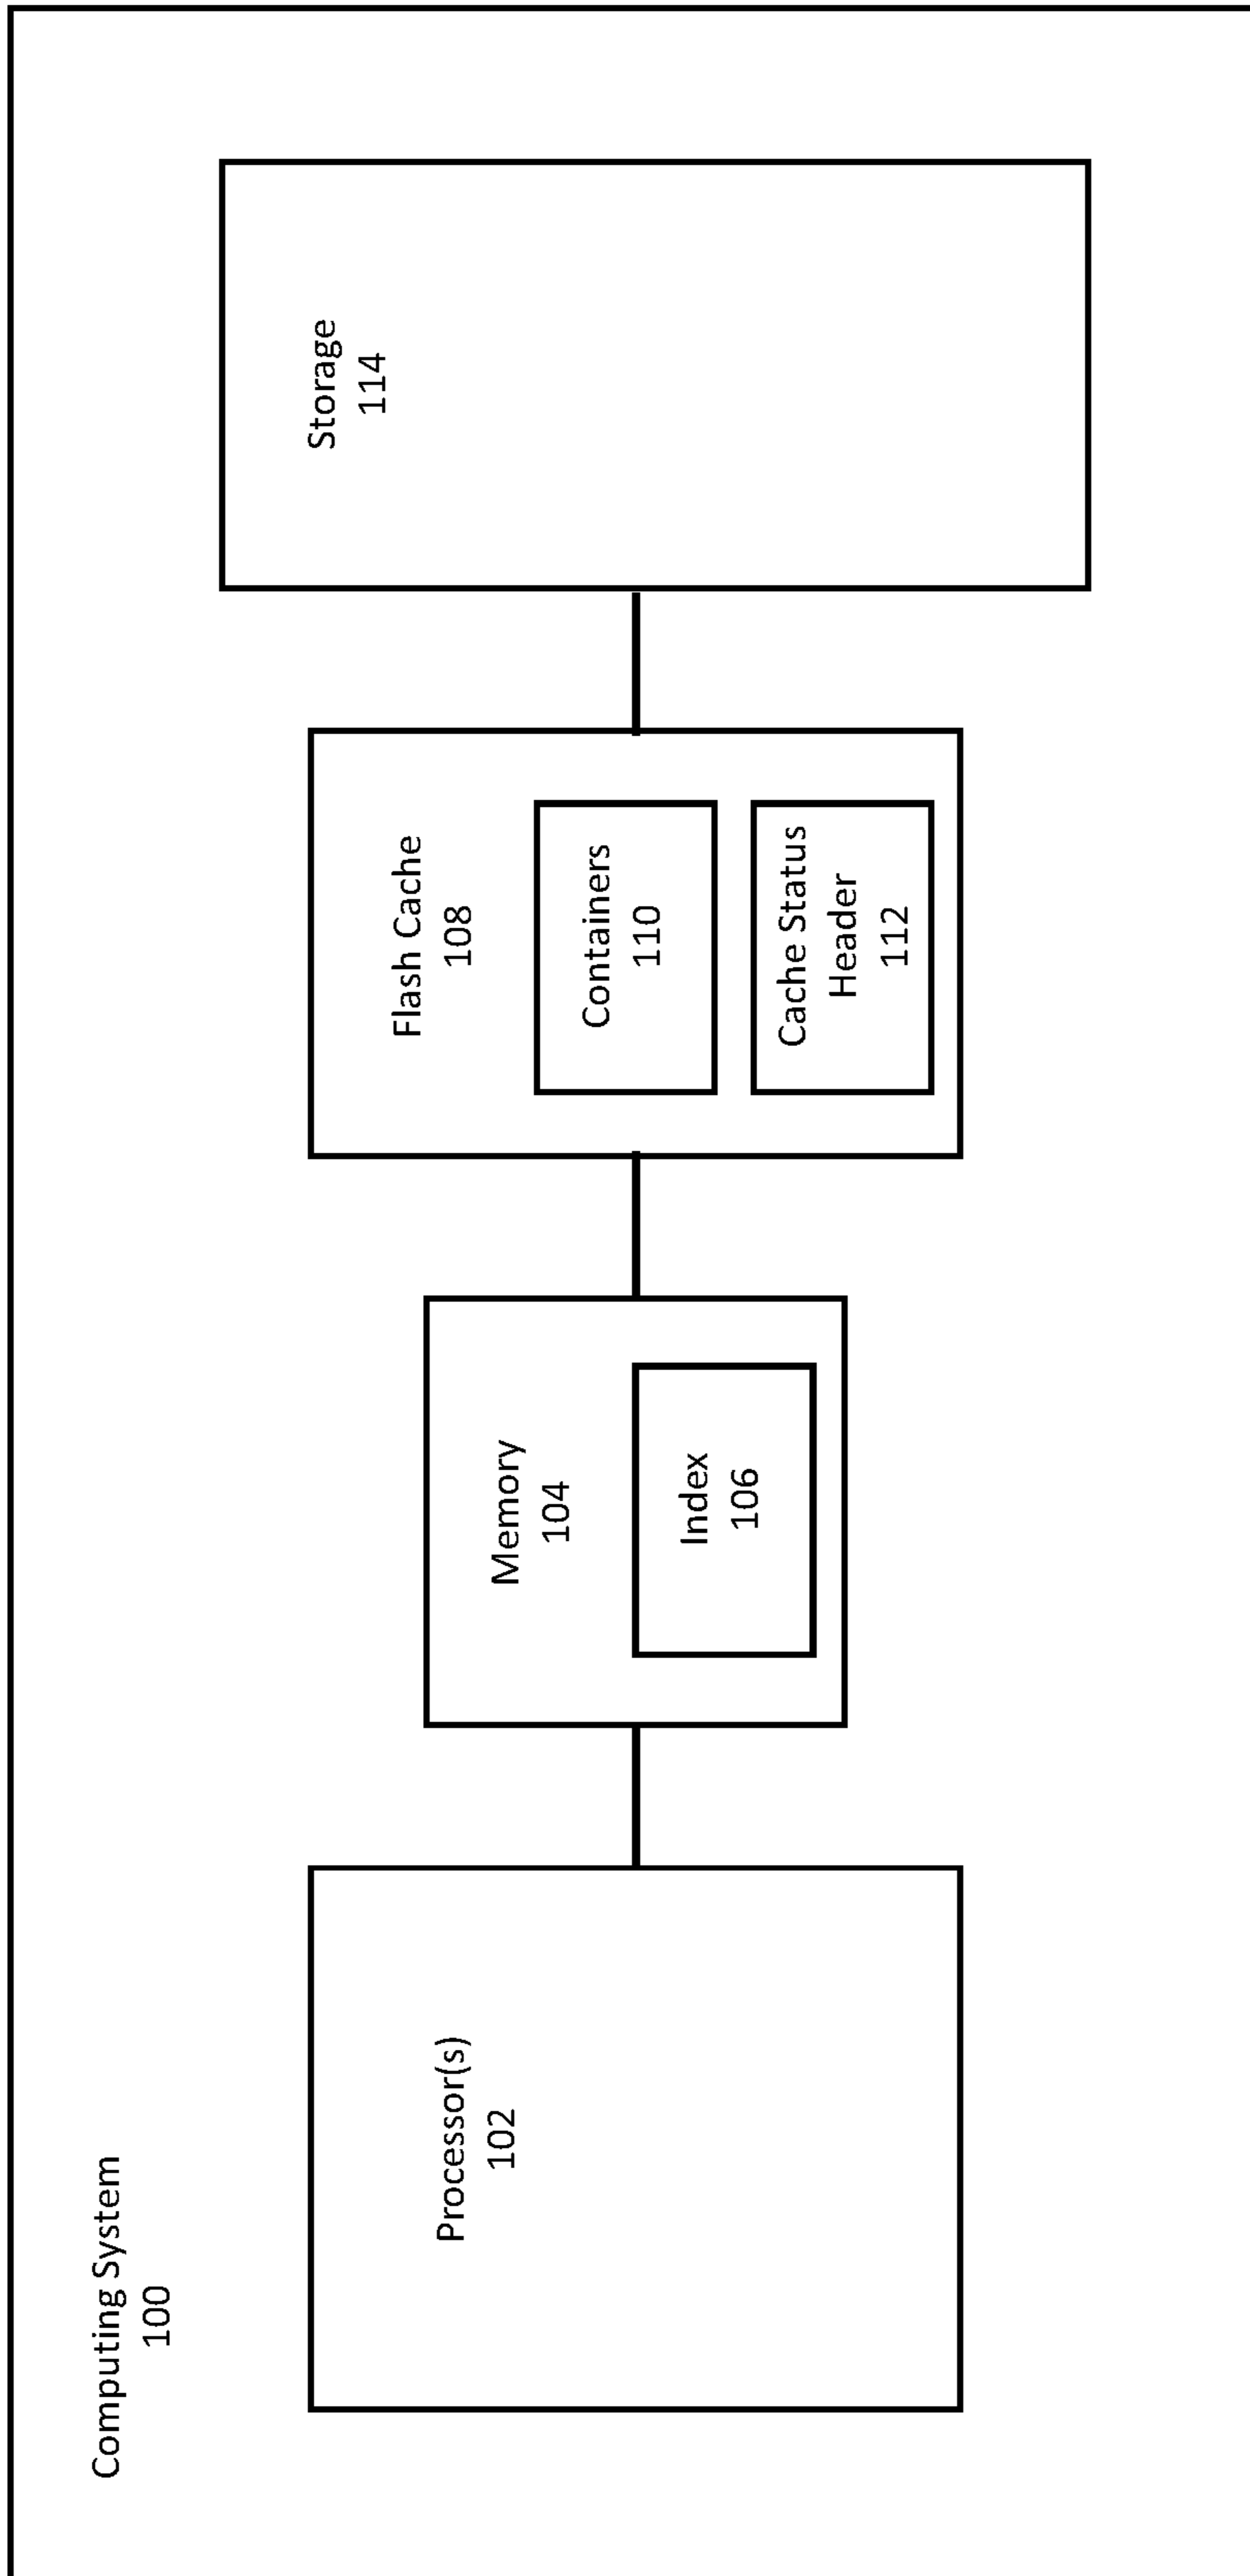 Computing System
100
Processor(s)
102
Memory
104
Index
106
Flash Cache
108
Containers
110
Cache Status
Header
112
Storage
114